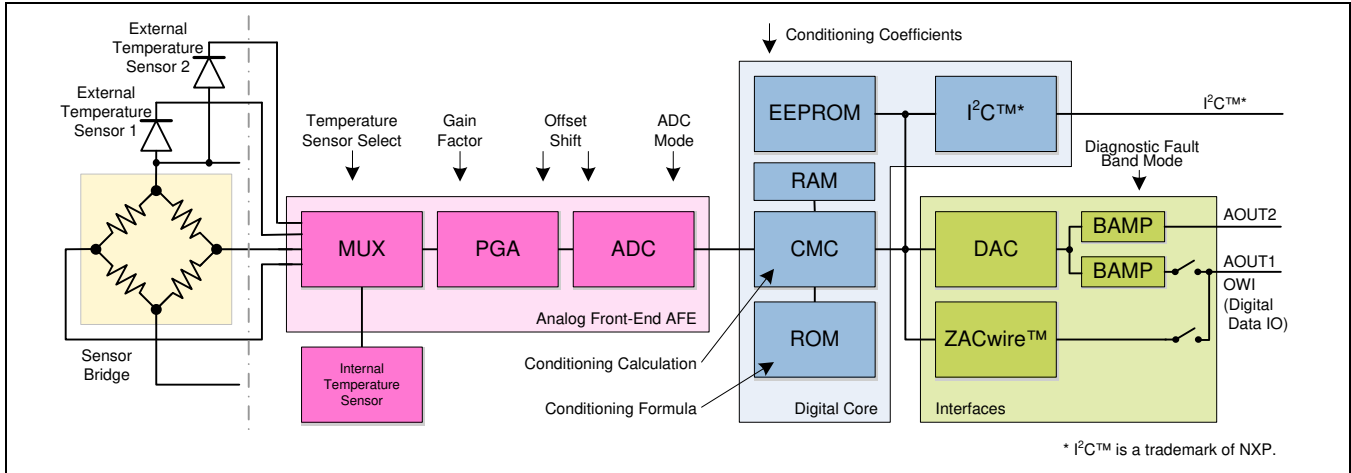 External
Temperature
Sensor 2
External
Temperature
Sensor 1
Sensor
Bridge
Temperature
Sensor Select
Gain
Factor
Offset
Shift
ADC
Mode
MUX
PGA
ADC
Analog Front-End AFE
Internal
Temperature
Sensor
Conditioning Coefficients
EEPROM
I²C™*
RAM
CMC
ROM
Digital Core
Conditioning Calculation
Conditioning Formula
I²C™*
Diagnostic Fault
Band Mode
DAC
BAMP
BAMP
ZACwire™
Interfaces
AOUT2
AOUT1
OWI
(Digital
Data IO)
* I²C™ is a trademark of NXP.